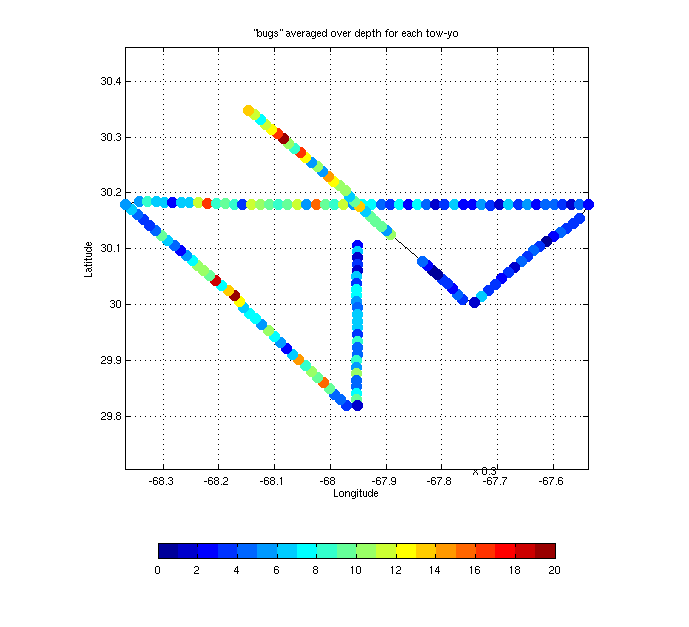 "bugs" averaged over depth for each tow-yo
30.4
30.3
30.2
30.1
30
29.9
29.8
Latitude
x 0.3
-68.3 -68.2 -68.1 -68 -67.9 -67.8 -67.7 -67.6
Longitude
0 2 4 6 8 10 12 14 16 18 20